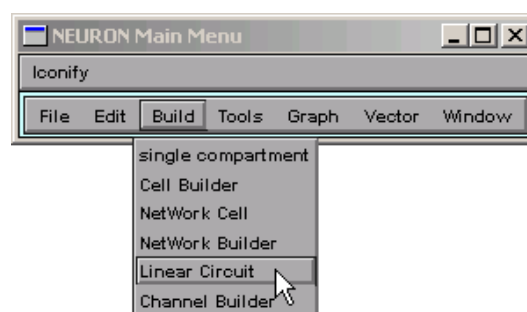 NEURON Main Menu
Iconify
File Edit Build Tools Graph Vector Window
single compartment
Cell Builder
NetWork Cell
NetWork Builder
Linear Circuit
Channel Builder